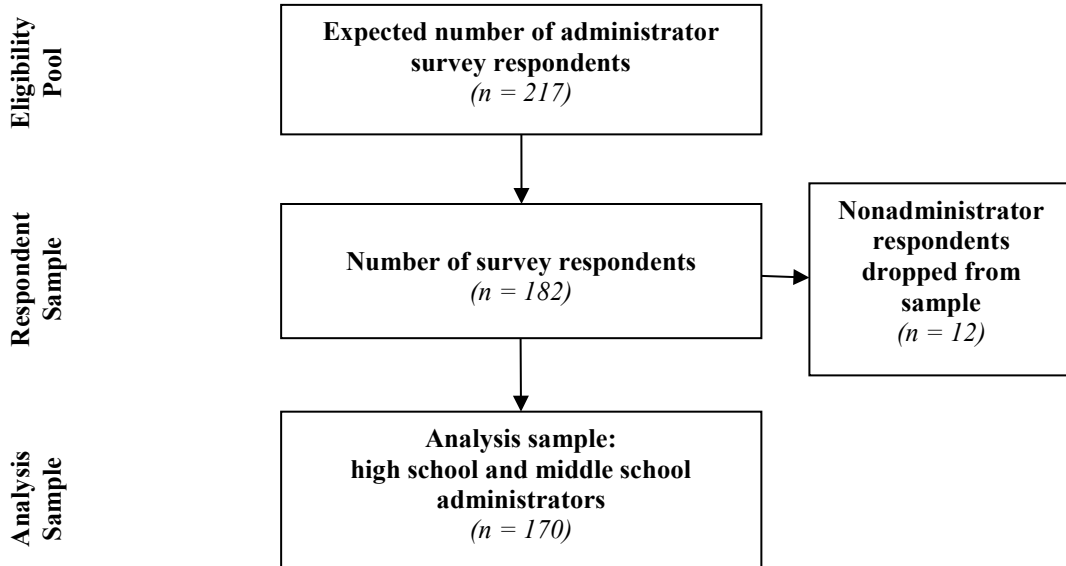 Eligibility
Pool
Expected number of administrator
survey respondents
(n = 217)
Respondent
Sample
Number of survey respondents
(n = 182)
Nonadministrator
respondents
dropped from
sample
(n = 12)
Analysis
Sample
Analysis sample:
high school and middle school
administrators
(n = 170)